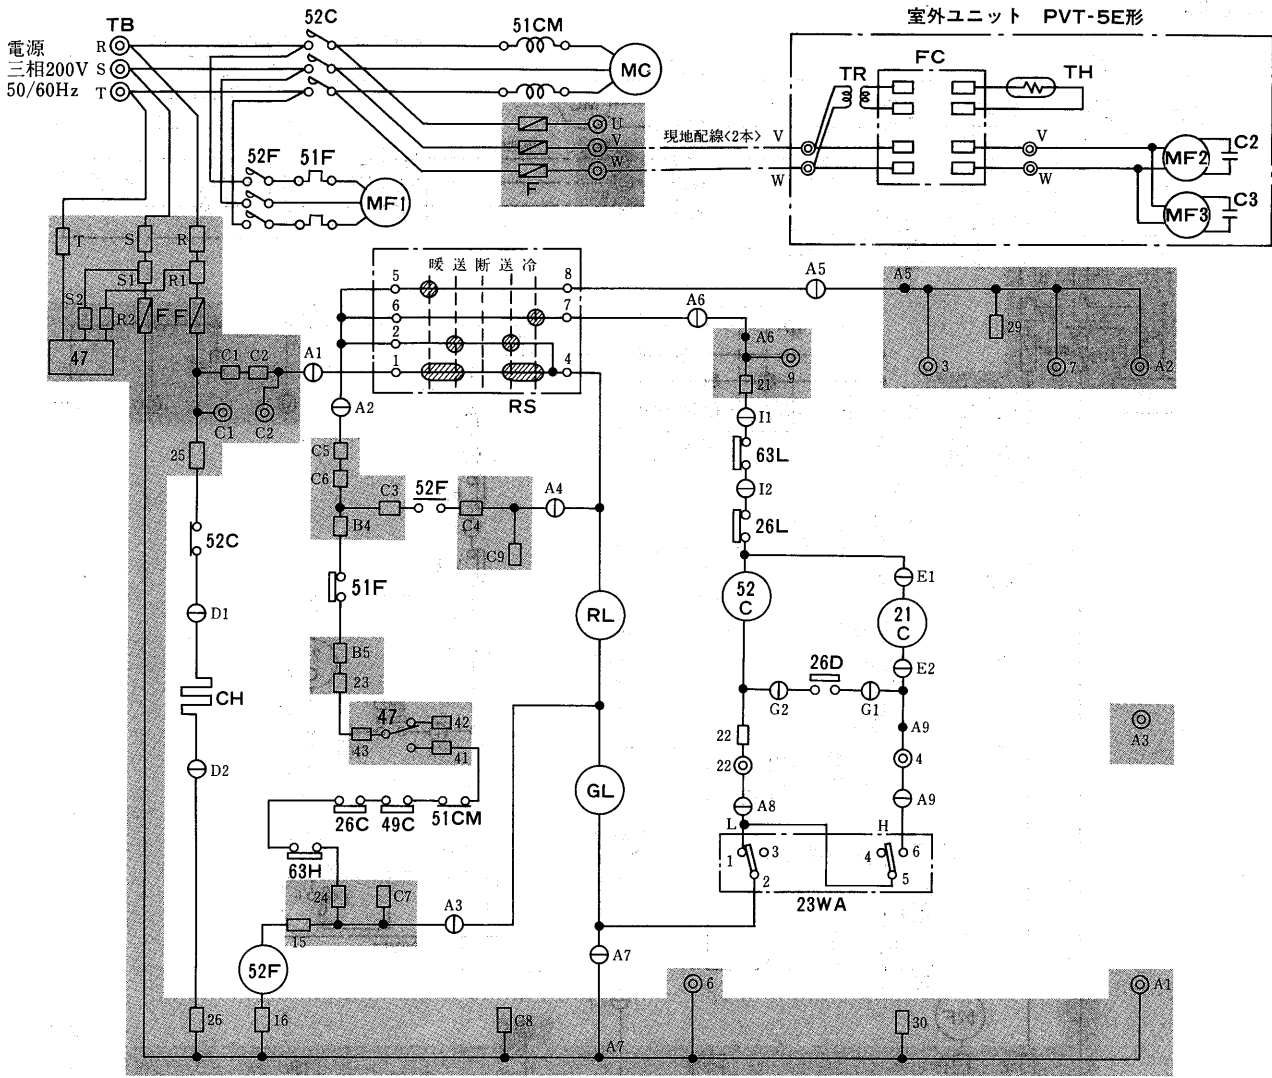 室外ユニット PVT-5E形
TB
52C
51CM
電源
三相200V
50/60Hz
R
S
T
MC
FC
TR
TH
U
V
W
F
現地配線<2本>
V
W
V
W
MF2
C2
MF3
C3
52F
51F
MF1
T
S
R
S1
R1
S2
R2
F
F
47
暖 送 断 送 冷
5
8
6
7
2
1
4
RS
A5
A5
A6
A6
9
21
29
3
7
A2
C1
C2
A1
C1
C2
A2
25
C5
C6
C3
52F
C4
A4
B4
C9
I1
63L
I2
26L
52C
51F
D1
52
C
E1
21
C
E2
RL
B5
23
26D
G2
G1
CH
47
42
43
41
22
22
A9
4
A9
A3
D2
GL
A8
26C
49C
51CM
L
H
63H
1
3
2
4
6
5
23WA
24
C7
A3
15
52F
A7
6
A1
26
16
C8
30
A7